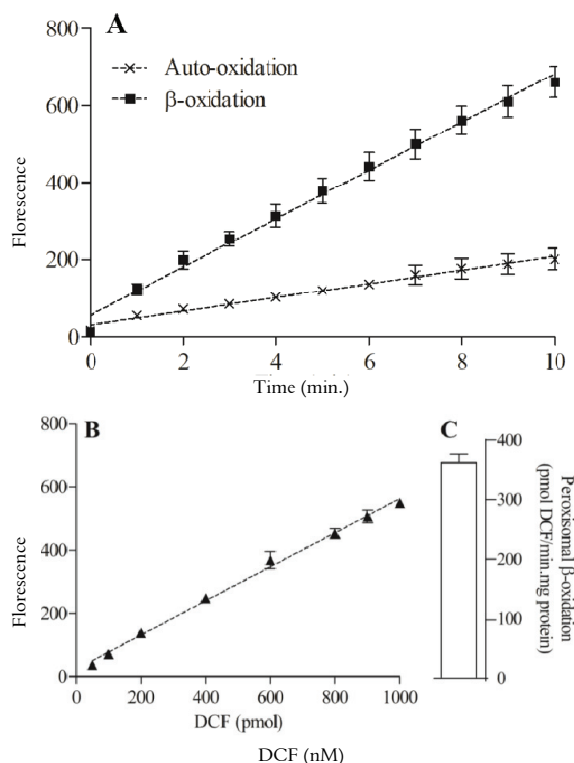 A
800
600
400
200
0
Auto-oxidation
β-oxidation
Florescence
0 2 4 6 8 10
Time (min.)
B
800
600
400
200
0
Florescence
0 200 400 600 800 1000
DCF (pmol)
DCF (nM)
C
400
300
200
100
0
Peroxisomal β-oxidation
(pmol DCF/min.mg protein)